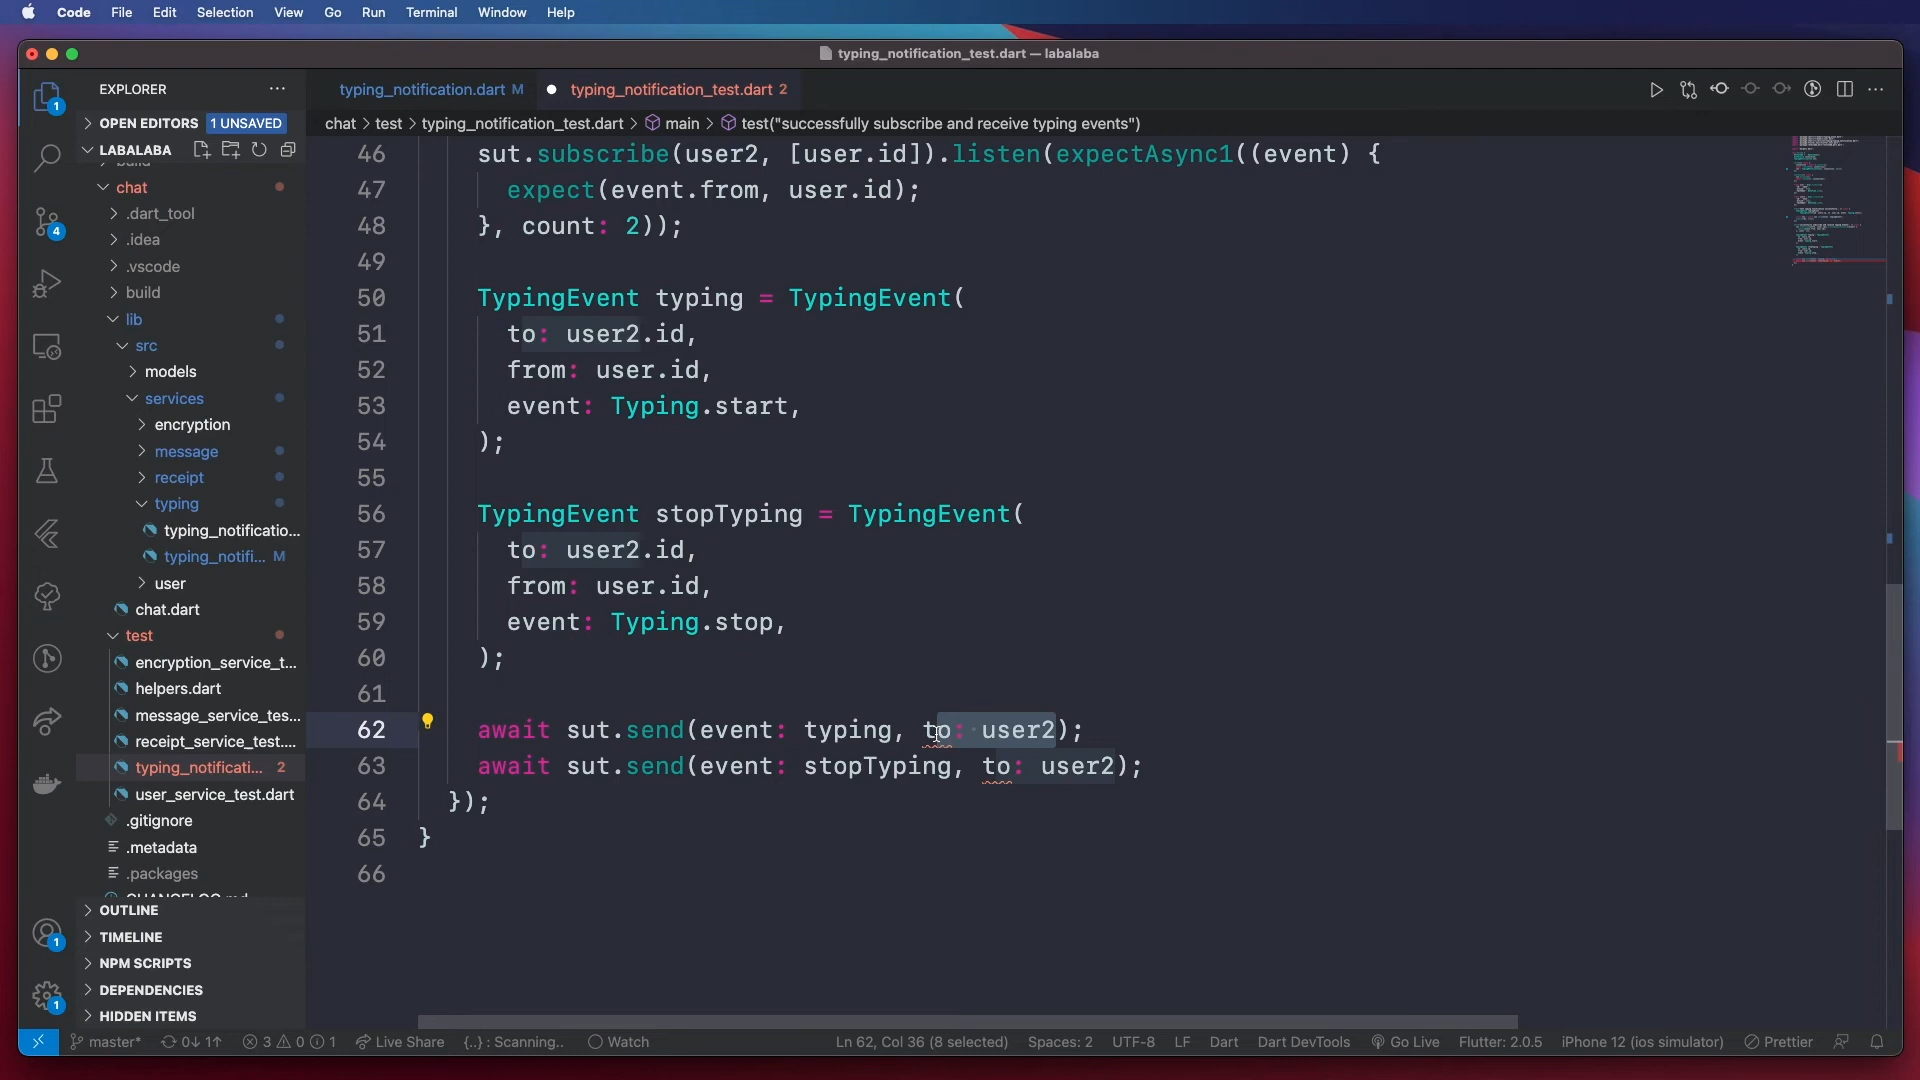 Code File Edit Selection View Go Run Terminal Window Help
typing_notification_test.dart — labalaba
EXPLORER
typing_notification.dart M
typing_notification_test.dart 2
OPEN EDITORS 1 UNSAVED
chat > test > typing_notification_test.dart > main > test("successfully subscribe and receive typing events")
LABALABA
build
chat
.dart_tool
.idea
.vscode
build
lib
src
models
services
encryption
message
receipt
typing
typing_notificatio...
typing_notifi... M
user
chat.dart
test
encryption_service_t...
helpers.dart
message_service_tes...
receipt_service_test....
typing_notificati... 2
user_service_test.dart
.gitignore
.metadata
.packages
CHANGELOG.md
OUTLINE
TIMELINE
NPM SCRIPTS
DEPENDENCIES
HIDDEN ITEMS
1
4
1
1
46 sut.subscribe(user2, [user.id]).listen(expectAsync1((event) {
47 expect(event.from, user.id);
48 }, count: 2));
49
50 TypingEvent typing = TypingEvent(
51 to: user2.id,
52 from: user.id,
53 event: Typing.start,
54 );
55
56 TypingEvent stopTyping = TypingEvent(
57 to: user2.id,
58 from: user.id,
59 event: Typing.stop,
60 );
61
62 await sut.send(event: typing, to: user2);
63 await sut.send(event: stopTyping, to: user2);
64 });
65 }
66
master* 0↓ 1↑ 3 0 1 Live Share {..} : Scanning.. Watch Ln 62, Col 36 (8 selected) Spaces: 2 UTF-8 LF Dart Dart DevTools Go Live Flutter: 2.0.5 iPhone 12 (ios simulator) Prettier